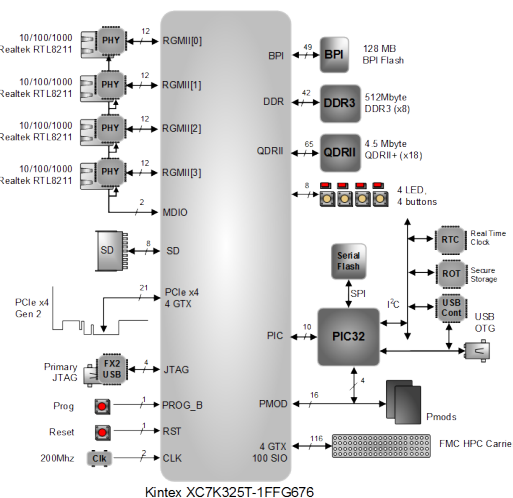 10/100/1000
Realtek RTL8211
PHY
12
RGMII[0]
10/100/1000
Realtek RTL8211
PHY
12
RGMII[1]
10/100/1000
Realtek RTL8211
PHY
12
RGMII[2]
10/100/1000
Realtek RTL8211
PHY
12
RGMII[3]
2
MDIO
SD
8
SD
PCIe x4
Gen 2
21
PCIe x4
4 GTX
Primary
JTAG
FX2
USB
4
JTAG
Prog
1
PROG_B
Reset
1
RST
200Mhz
Clk
2
CLK
BPI
49
BPI
128 MB
BPI Flash
DDR
42
DDR3
512Mbyte
DDR3 (x8)
QDRII
65
QDRII
4.5 Mbyte
QDRII+ (x18)
8
4 LED,
4 buttons
Serial
Flash
SPI
I²C
RTC
Real Time
Clock
ROT
Secure
Storage
USB
Cont
USB
OTG
PIC
10
PIC32
4
PMOD
16
Pmods
4 GTX
100 SIO
116
FMC HPC Carrie
Kintex XC7K325T-1FFG676